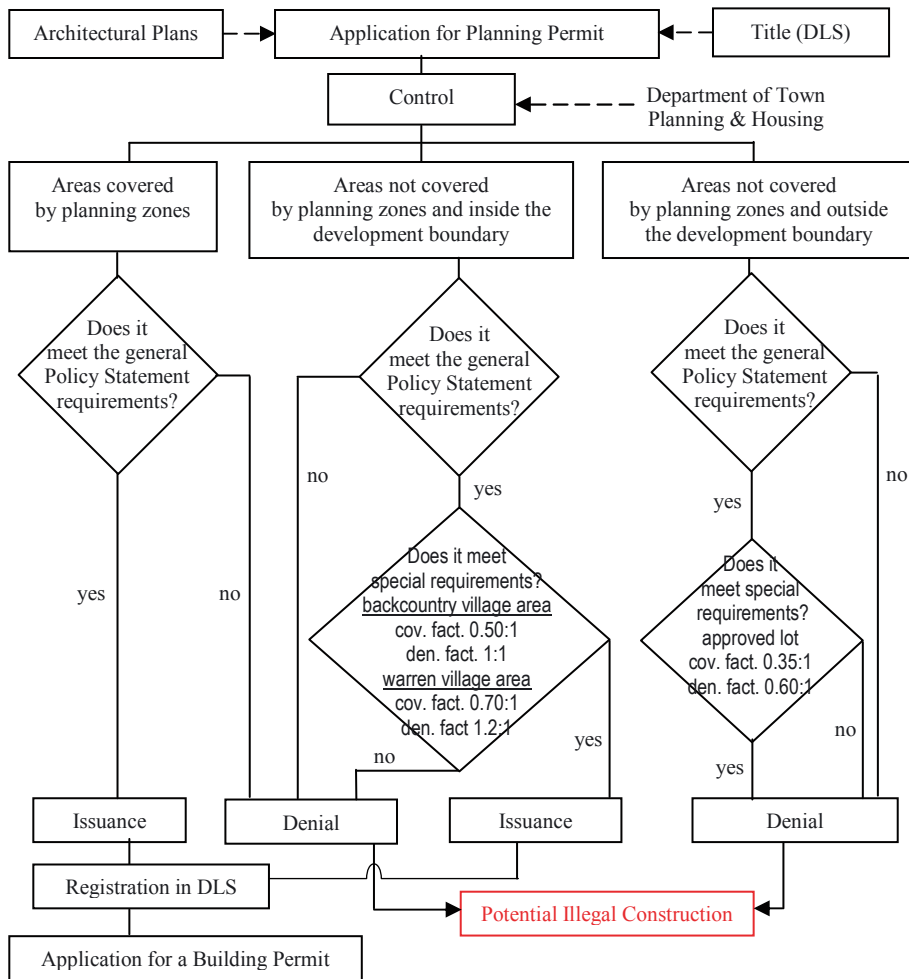 Architectural Plans
Application for Planning Permit
Title (DLS)
Control
Department of Town
Planning & Housing
Areas covered
by planning zones
Areas not covered
by planning zones and inside the
development boundary
Areas not covered
by planning zones and outside
the development boundary
Does it
meet the general
Policy Statement
requirements?
Does it
meet the general
Policy Statement
requirements?
Does it
meet the general
Policy Statement
requirements?
no
yes
no
yes
yes
no
Does it meet
special requirements?
backcountry village area
cov. fact. 0.50:1
den. fact. 1:1
warren village area
cov. fact. 0.70:1
den. fact 1.2:1
Does it
meet special
requirements?
approved lot
cov. fact. 0.35:1
den. fact. 0.60:1
no
yes
yes
no
Issuance
Denial
Issuance
Denial
Registration in DLS
Potential Illegal Construction
Application for a Building Permit